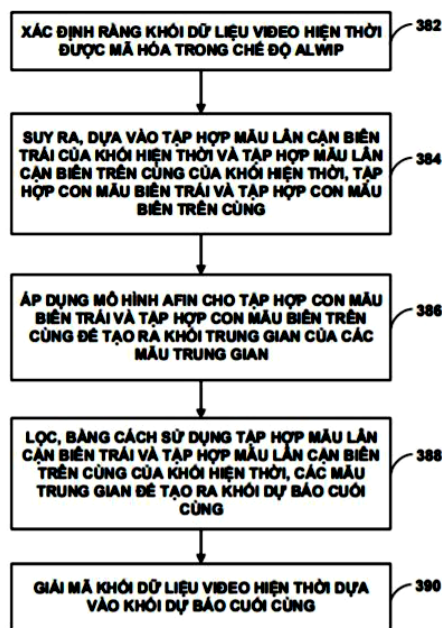 XÁC ĐỊNH RẰNG KHỐI DỮ LIỆU VIDEO HIỆN THỜI
ĐƯỢC MÃ HÓA TRONG CHẾ ĐỘ ALWIP
382
SUY RA, DỰA VÀO TẬP HỢP MẪU LÂN CẬN BIÊN
TRÁI CỦA KHỐI HIỆN THỜI VÀ TẬP HỢP MẪU LÂN
CẬN BIÊN TRÊN CÙNG CỦA KHỐI HIỆN THỜI, TẬP
HỢP CON MẪU BIÊN TRÁI VÀ TẬP HỢP CON MẪU
BIÊN TRÊN CÙNG
384
ÁP DỤNG MÔ HÌNH AFIN CHO TẬP HỢP CON MẪU
BIÊN TRÁI VÀ TẬP HỢP CON MẪU BIÊN TRÊN
CÙNG ĐỂ TẠO RA KHỐI TRUNG GIAN CỦA CÁC
MẪU TRUNG GIAN
386
LỌC, BẰNG CÁCH SỬ DỤNG TẬP HỢP MẪU LÂN
CẬN BIÊN TRÁI VÀ TẬP HỢP MẪU LÂN CẬN BIÊN
TRÊN CÙNG CỦA KHỐI HIỆN THỜI, CÁC MẪU
TRUNG GIAN ĐỂ TẠO RA KHỐI DỰ BÁO CUỐI
CÙNG
388
GIẢI MÃ KHỐI DỮ LIỆU VIDEO HIỆN THỜI DỰA
VÀO KHỐI DỰ BÁO CUỐI CÙNG
390